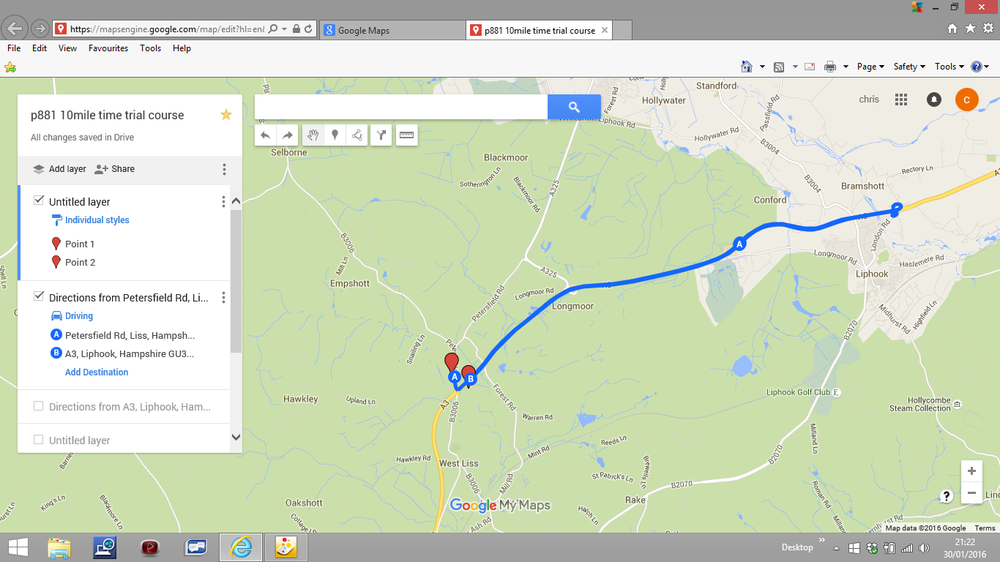 https://mapsengine.google.com/map/edit?hl=en&
Google Maps
p881 10mile time trial course
File Edit View Favourites Tools Help
Page Safety Tools
p881 10mile time trial course
All changes saved in Drive
Add layer Share
Untitled layer
Individual styles
Point 1
Point 2
Directions from Petersfield Rd, Li...
Driving
A Petersfield Rd, Liss, Hampsh...
B A3, Liphook, Hampshire GU3...
Add Destination
Directions from A3, Liphook, Ham...
Untitled layer
chris
C
Standford
Hollywater
Forest Rd
Passfield Rd
Liphook Rd
Hollywater Rd
B3004
Rectory Ln
Selborne
Blackmoor
Sotherington Ln
Blackmoor Rd
A325
B3004
Bramshott
Conford
A
London Rd
B3006
Mill Ln
Longmoor Rd
Haslemere Rd
Liphook
A325
Empshott
Longmoor Rd
Longmoor
Petersfield Rd
Midhurst Rd
Highfield Ln
B2070
Snailing Ln
A
B
Liphook Golf Club
Hollycombe
Steam Collection
Hawkley
Upland Ln
A3
B3006
Forest Rd
Warren Rd
Milland Ln
Reeds Ln
Mint Rd
B2070
Hawkley Rd
West Liss
St Patrick's Ln
Brewells Ln
B2070
B3006
Mill Rd
Rake
Roman Rd
King's Ln
Blackmore Ln
Oakshott
Google My Maps
Hatch Ln
Cottage
Ash Rd
Map data ©2016 Google Terms
Desktop
21:22
30/01/2016